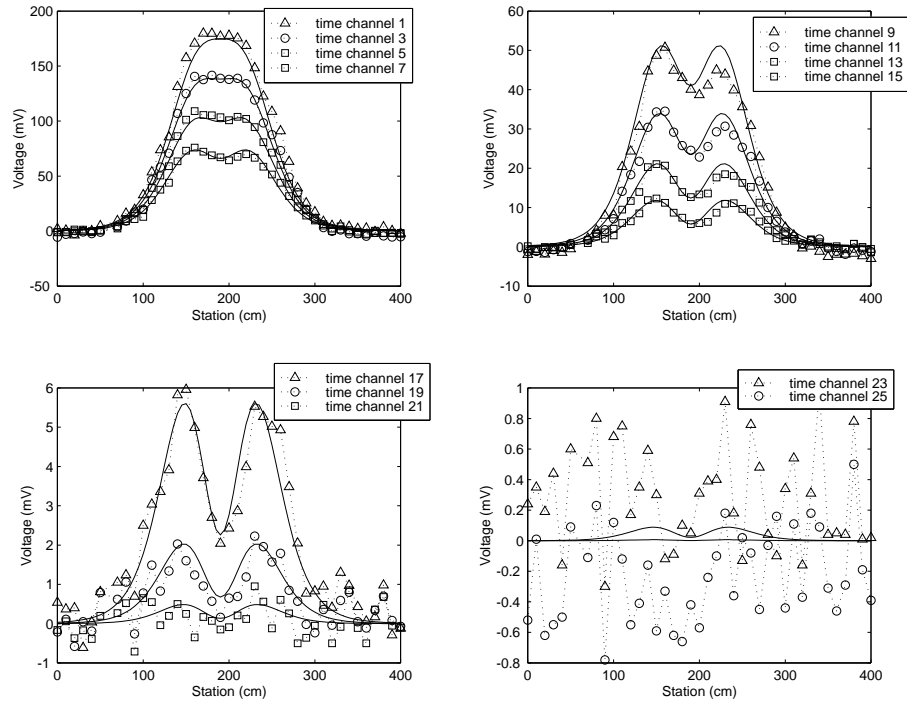 200
150
100
50
0
-50
Voltage (mV)
0 100 200 300 400
Station (cm)
time channel 1
time channel 3
time channel 5
time channel 7
60
50
40
30
20
10
0
-10
Voltage (mV)
0 100 200 300 400
Station (cm)
time channel 9
time channel 11
time channel 13
time channel 15
6
5
4
3
2
1
0
-1
Voltage (mV)
0 100 200 300 400
Station (cm)
time channel 17
time channel 19
time channel 21
1
0.8
0.6
0.4
0.2
0
-0.2
-0.4
-0.6
-0.8
Voltage (mV)
0 100 200 300 400
Station (cm)
time channel 23
time channel 25